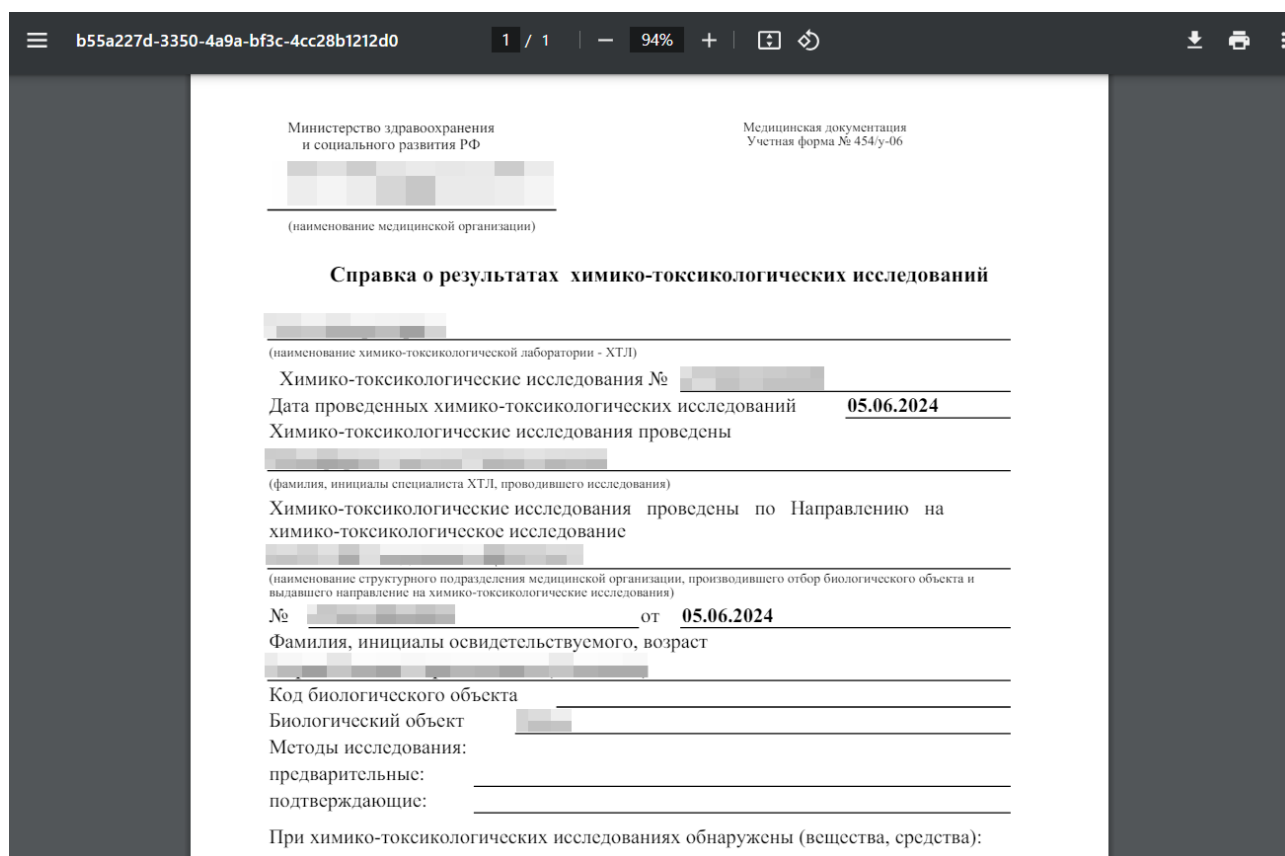 b55a227d-3350-4a9a-bf3c-4cc28b1212d0 1 / 1 94%
Министерство здравоохранения
и социального развития РФ
Медицинская документация
Учетная форма № 454/у-06
(наименование медицинской организации)
Справка о результатах химико-токсикологических исследований
(наименование химико-токсикологической лаборатории - ХТЛ)
Химико-токсикологические исследования №
Дата проведенных химико-токсикологических исследований 05.06.2024
Химико-токсикологические исследования проведены
(фамилия, инициалы специалиста ХТЛ, проводившего исследования)
Химико-токсикологические исследования проведены по Направлению на
химико-токсикологическое исследование
(наименование структурного подразделения медицинской организации, производившего отбор биологического объекта и
выдавшего направление на химико-токсикологические исследования)
№ от 05.06.2024
Фамилия, инициалы освидетельствуемого, возраст
Код биологического объекта
Биологический объект
Методы исследования:
предварительные:
подтверждающие:
При химико-токсикологических исследованиях обнаружены (вещества, средства):